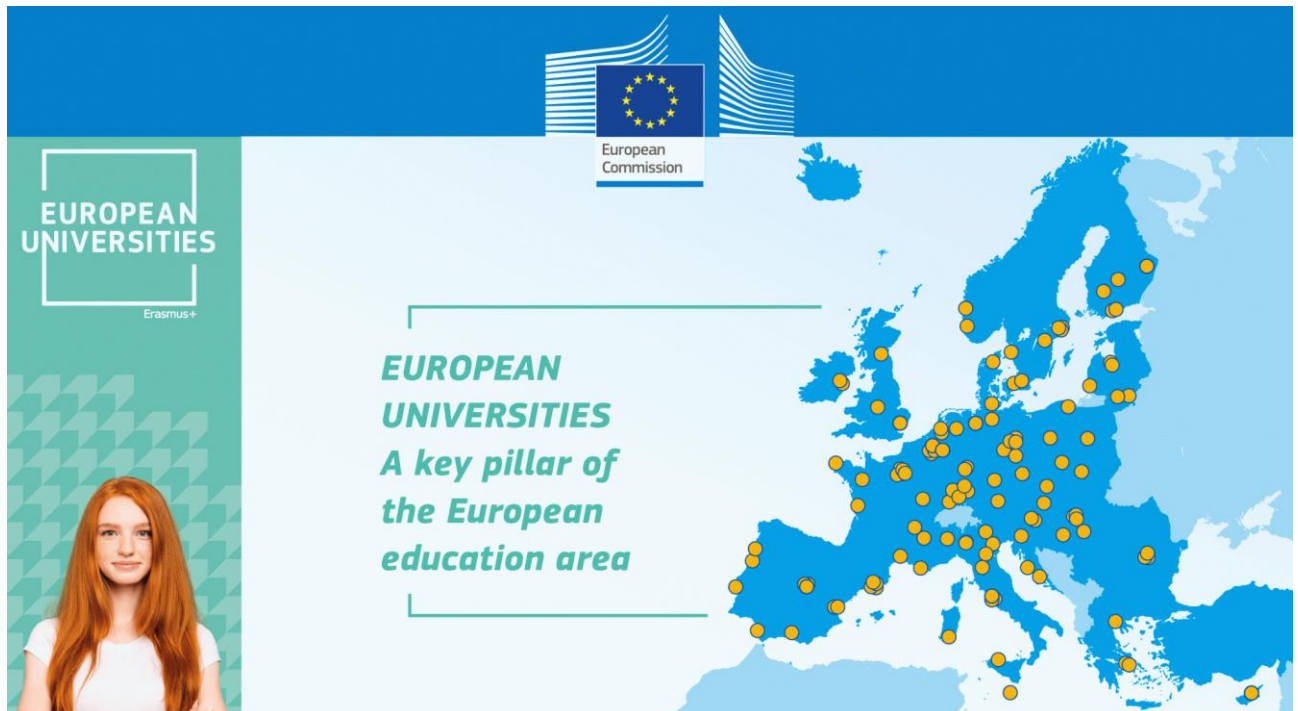 European
Commission
EUROPEAN
UNIVERSITIES
Erasmus+
EUROPEAN
UNIVERSITIES
A key pillar of
the European
education area